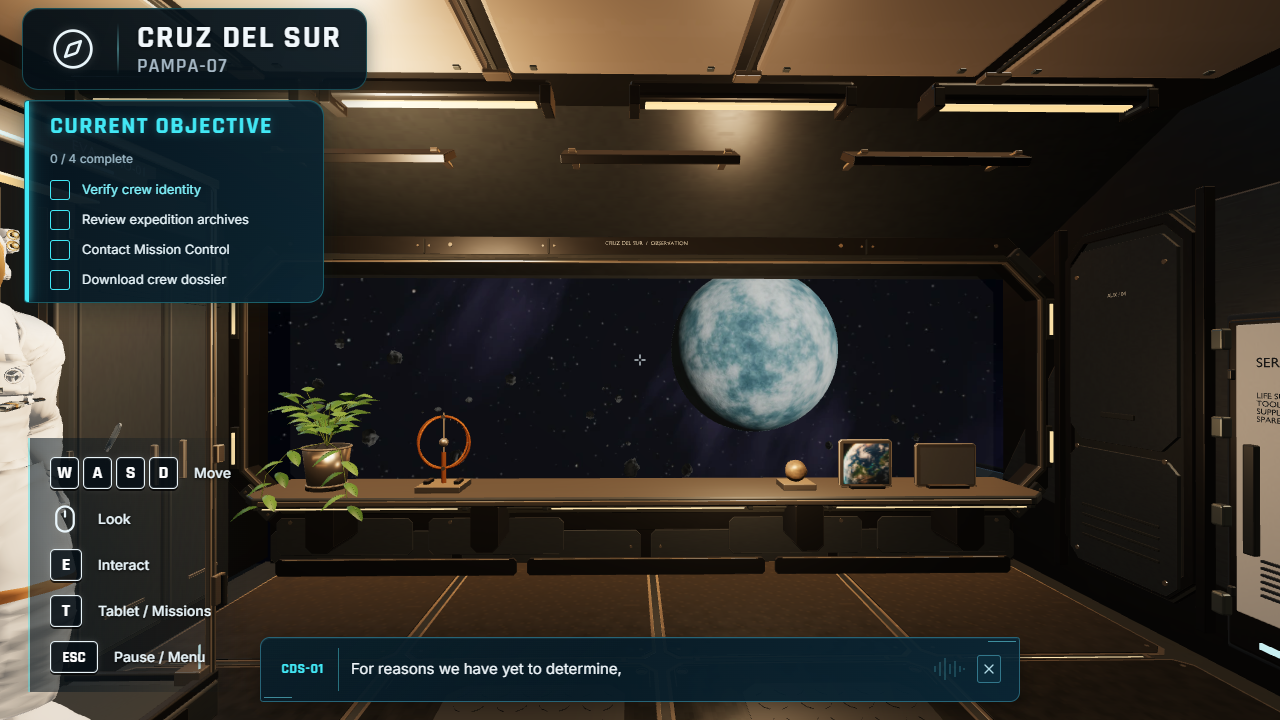 CRUZ DEL SUR
PAMPA-07
CURRENT OBJECTIVE
0 / 4 complete
Verify crew identity
Review expedition archives
Contact Mission Control
Download crew dossier
CRUZ DEL SUR / OBSERVATION
W A S D Move
Look
E Interact
T Tablet / Missions
ESC Pause / Menu
CDS-01 For reasons we have yet to determine,